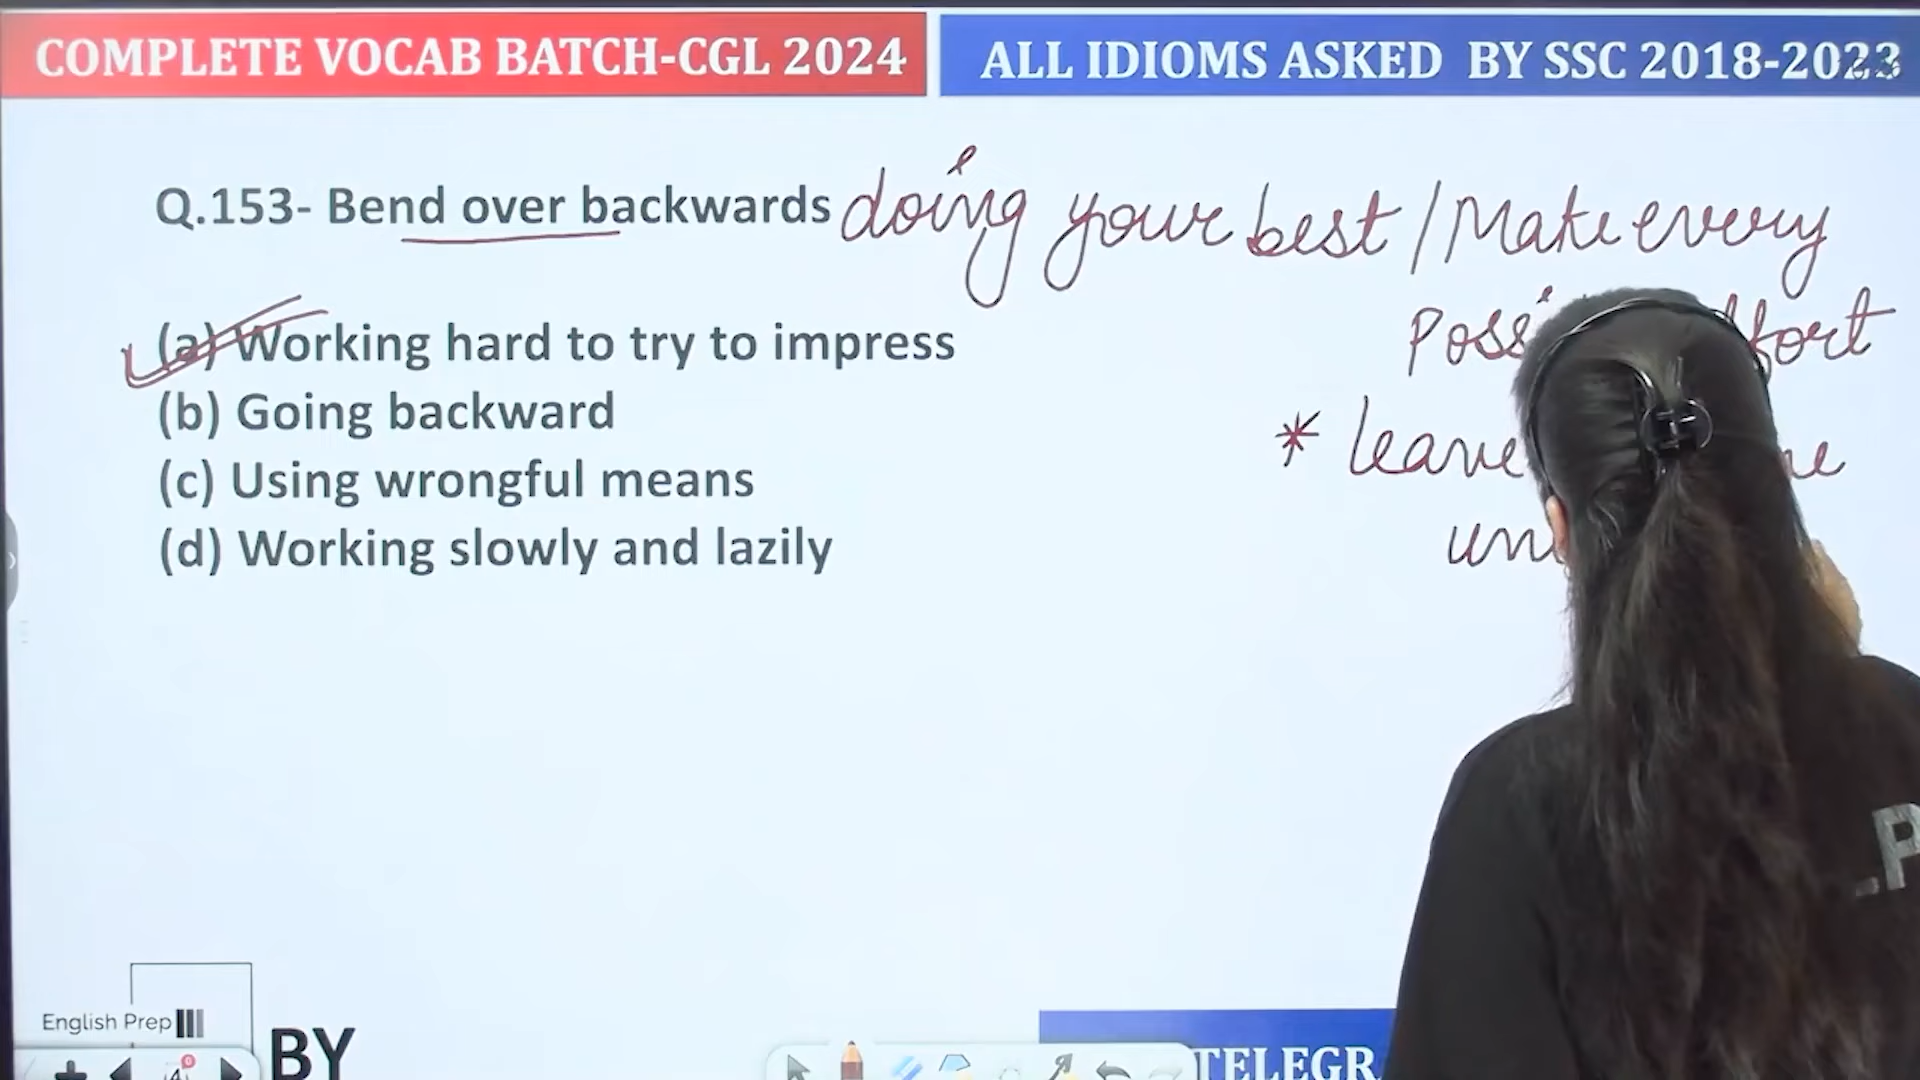 COMPLETE VOCAB BATCH-CGL 2024
ALL IDIOMS ASKED BY SSC 2018-2023
Q.153- Bend over backwards doing your best / Make every
(a) Working hard to try to impress
(b) Going backward
(c) Using wrongful means
(d) Working slowly and lazily
* leave
English Prep
BY